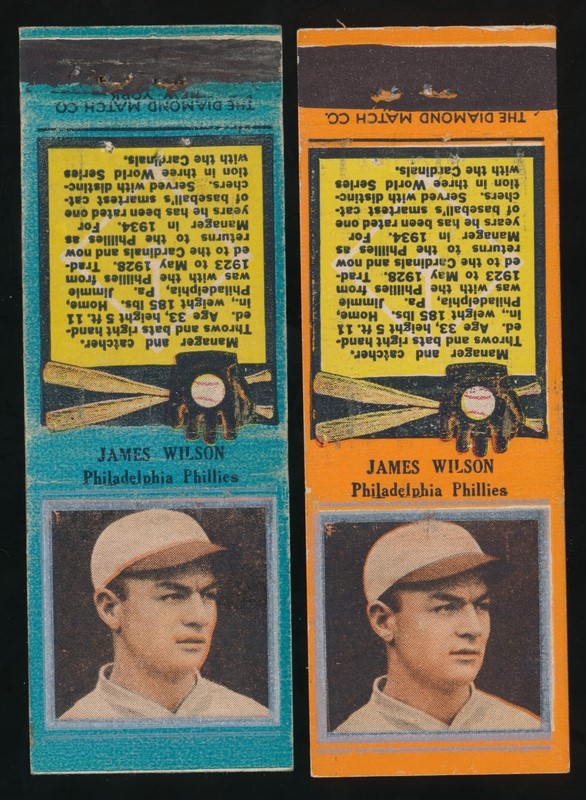 JAMES WILSON
Philadelphia Phillies
Manager and catcher.
Throws and bats right-hand-
ed. Age 33, height 5 ft. 11
in., weight 185 lbs. Home,
Philadelphia, Pa. Jimmie
was with the Phillies from
1923 to May 1928. Trad-
ed to the Cardinals and now
returns to the Phillies as
Manager in 1934. For
years he has been rated one
of baseball's smartest cat-
chers. Served with distinc-
tion in three World Series
with the Cardinals.
THE DIAMOND MATCH CO.
NEW YORK
JAMES WILSON
Philadelphia Phillies
Manager and catcher.
Throws and bats right-hand-
ed. Age 33, height 5 ft. 11
in., weight 185 lbs. Home,
Philadelphia, Pa. Jimmie
was with the Phillies from
1923 to May 1928. Trad-
ed to the Cardinals and now
returns to the Phillies as
Manager in 1934. For
years he has been rated one
of baseball's smartest cat-
chers. Served with distinc-
tion in three World Series
with the Cardinals.
THE DIAMOND MATCH CO.